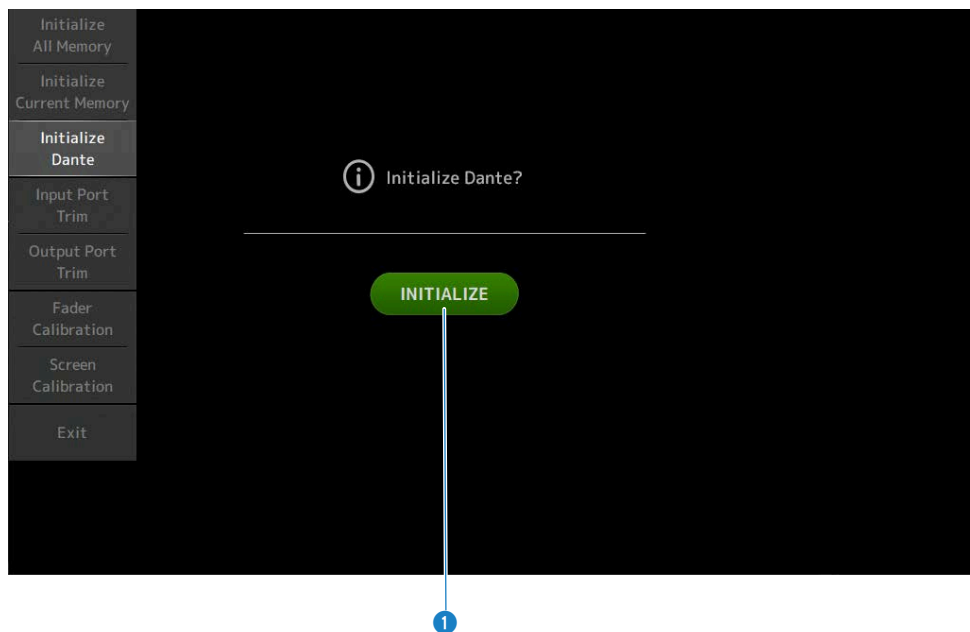 Initialize
All Memory
Initialize
Current Memory
Initialize
Dante
Input Port
Trim
Output Port
Trim
Fader
Calibration
Screen
Calibration
Exit
Initialize Dante?
INITIALIZE
1